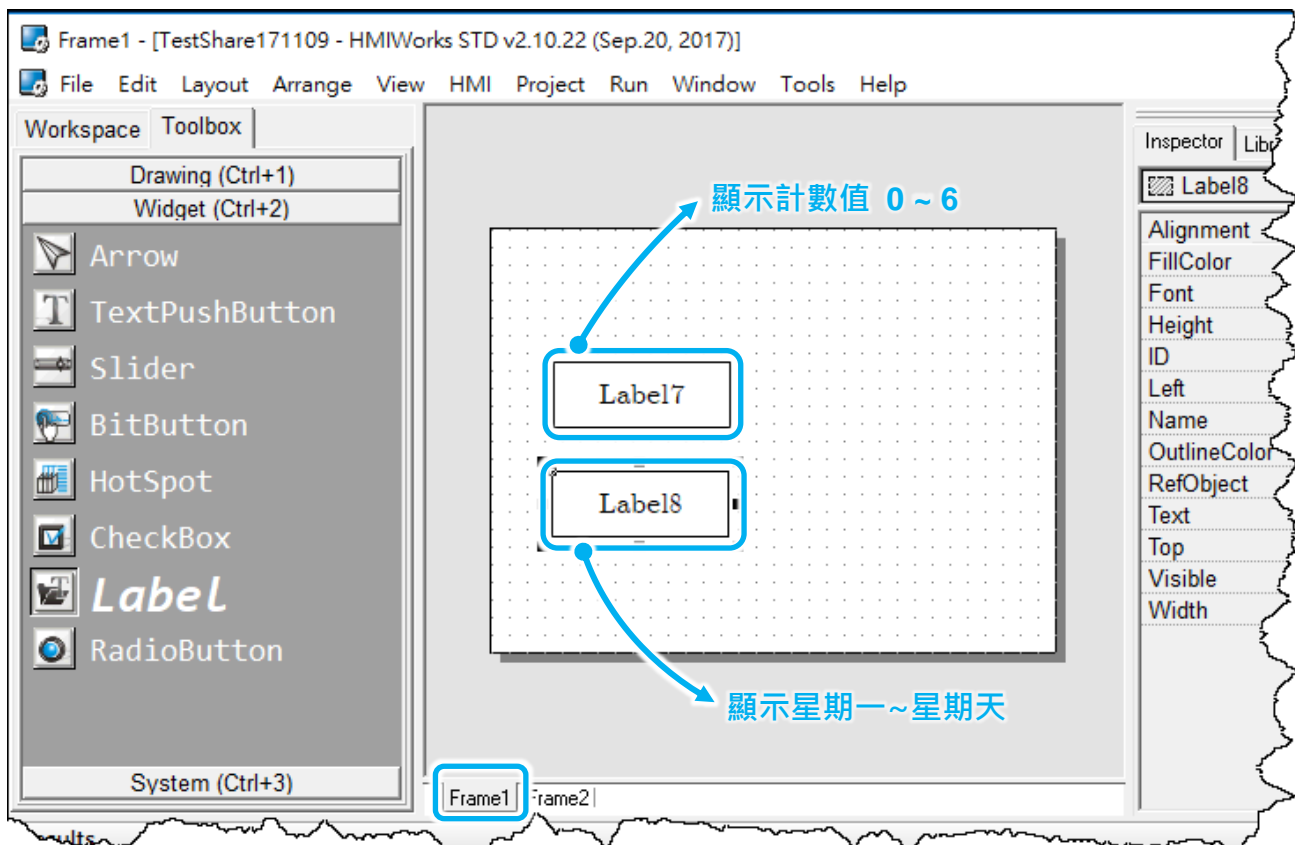 Frame1 - [TestShare171109 - HMIWorks STD v2.10.22 (Sep.20, 2017)]
File Edit Layout Arrange View HMI Project Run Window Tools Help
Workspace Toolbox
Drawing (Ctrl+1)
Widget (Ctrl+2)
Arrow
TextPushButton
Slider
BitButton
HotSpot
CheckBox
Label
RadioButton
System (Ctrl+3)
顯示計數值 0 ~ 6
Label7
Label8
顯示星期一~星期天
Frame1 Frame2
Inspector
Label8
Alignment
FillColor
Font
Height
ID
Left
Name
OutlineColor
RefObject
Text
Top
Visible
Width